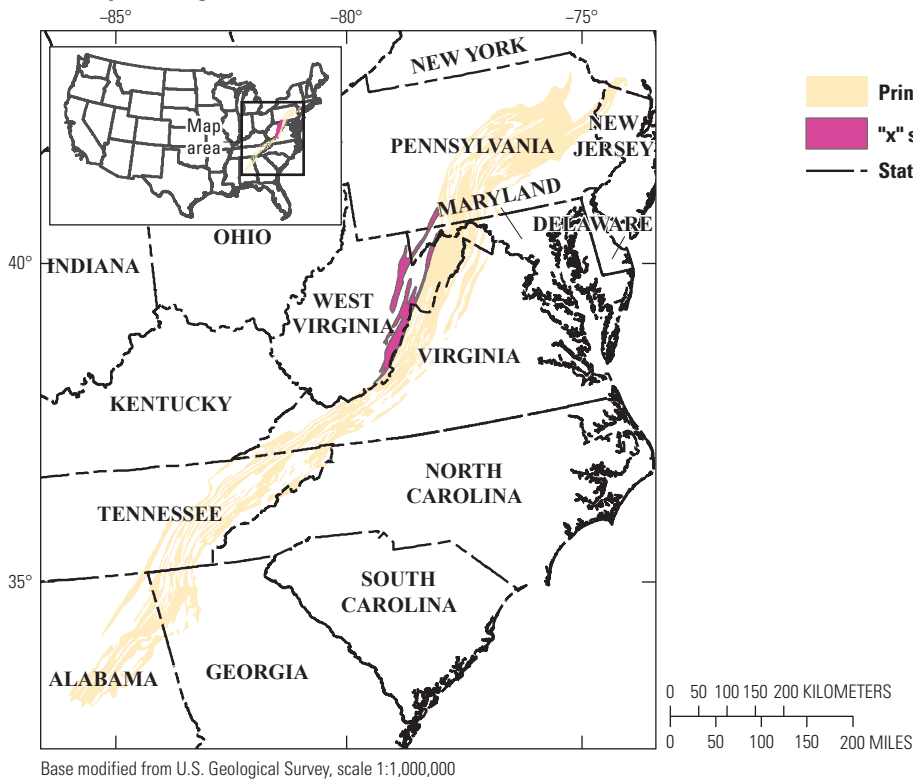 –85°
–80°
–75°
NEW YORK
Map
area
PENNSYLVANIA
NEW
JERSEY
MARYLAND
DELAWARE
OHIO
INDIANA
40°
WEST
VIRGINIA
VIRGINIA
KENTUCKY
NORTH
CAROLINA
TENNESSEE
35°
SOUTH
CAROLINA
ALABAMA
GEORGIA
Prin
"x" s
Stat
0 50 100 150 200 KILOMETERS
0 50 100 150 200 MILES
Base modified from U.S. Geological Survey, scale 1:1,000,000